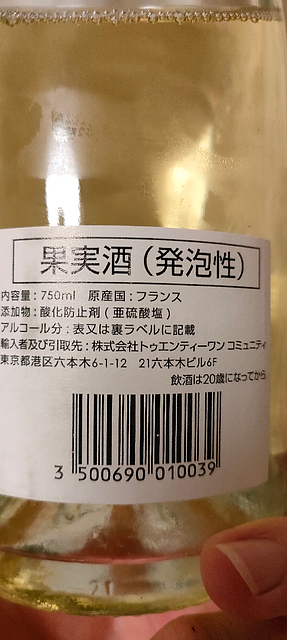 果実酒（発泡性）
内容量：750ml 原産国：フランス
添加物：酸化防止剤（亜硫酸塩）
アルコール分：表又は裏ラベルに記載
輸入者及び引取先：株式会社トゥエンティーワン コミュニティ
東京都港区六本木6-1-12 21六本木ビル6F
飲酒は20歳になってから
3 500690 010039